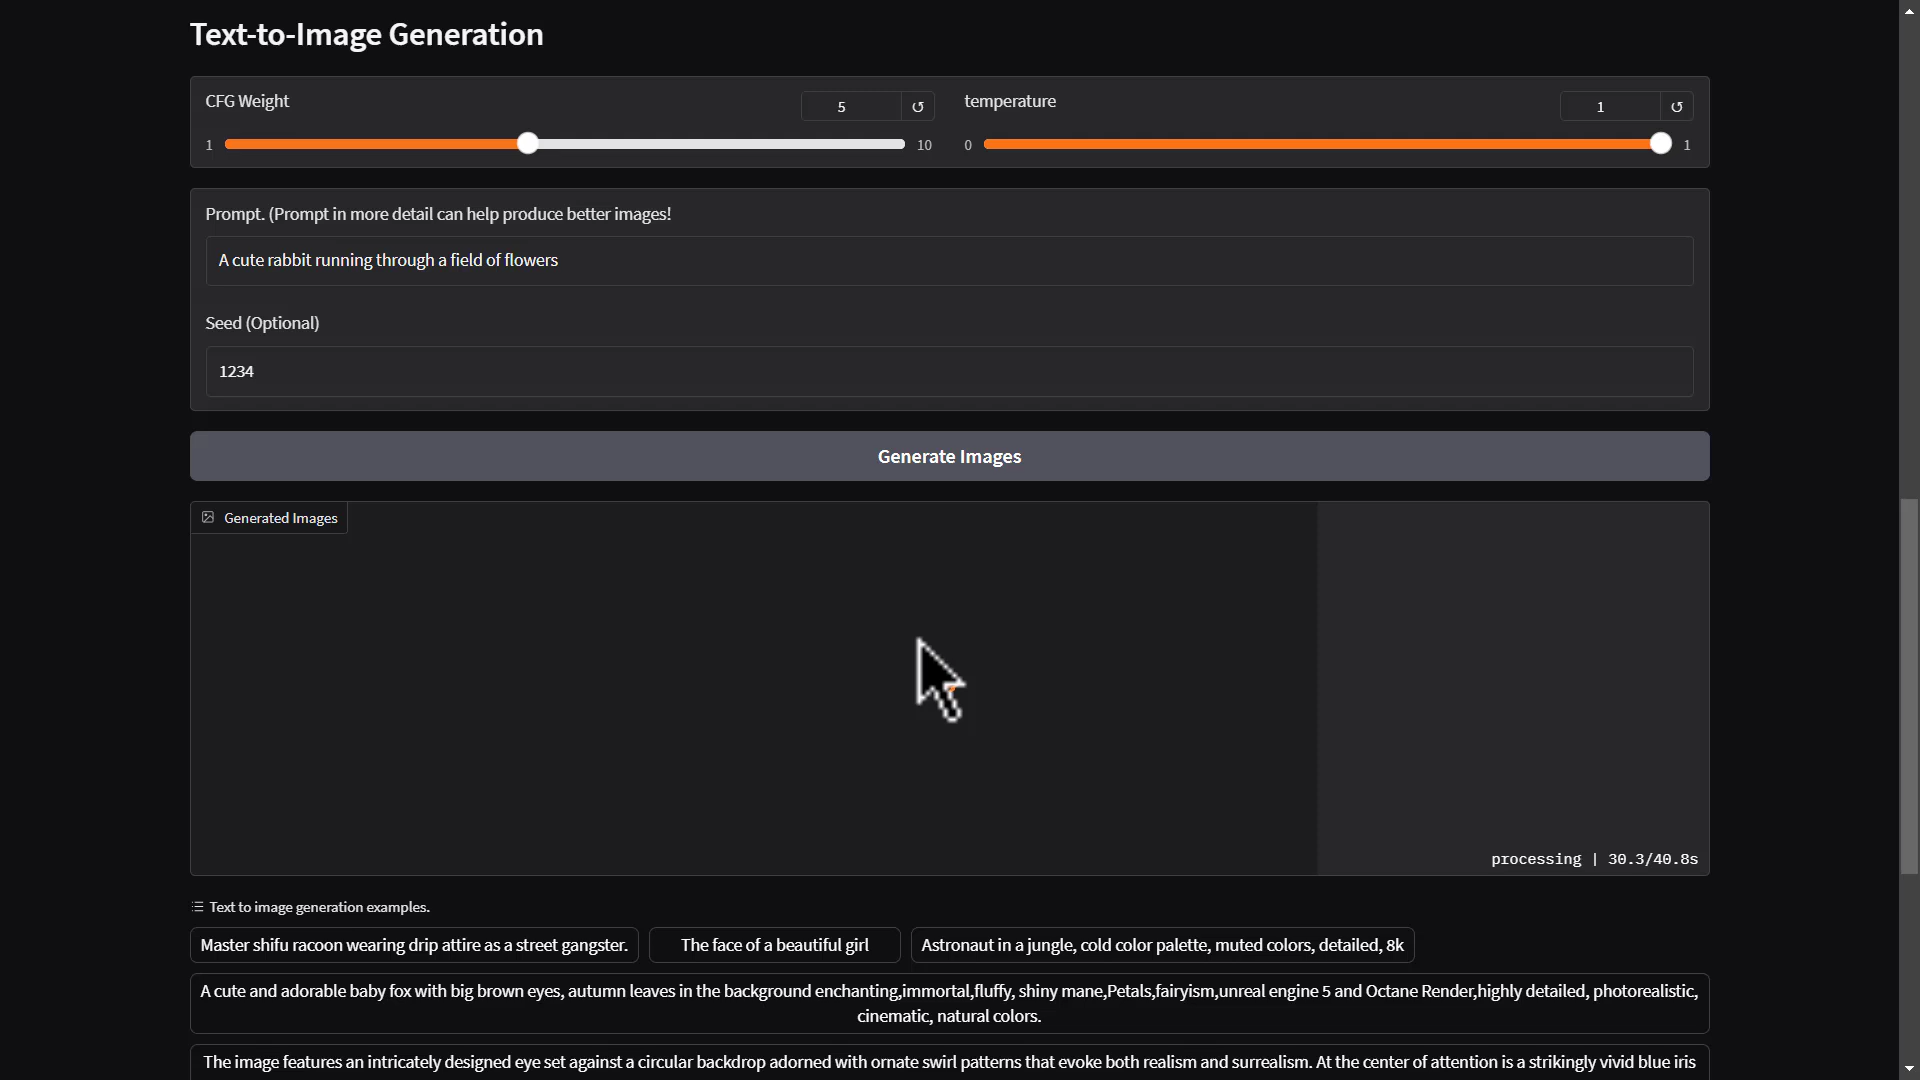 Text-to-Image Generation
CFG Weight
5
↺
1
10
temperature
1
↺
0
1
Prompt. (Prompt in more detail can help produce better images!
A cute rabbit running through a field of flowers
Seed (Optional)
1234
Generate Images
Generated Images
processing | 30.3/40.8s
Text to image generation examples.
Master shifu racoon wearing drip attire as a street gangster.
The face of a beautiful girl
Astronaut in a jungle, cold color palette, muted colors, detailed, 8k
A cute and adorable baby fox with big brown eyes, autumn leaves in the background enchanting,immortal,fluffy, shiny mane,Petals,fairyism,unreal engine 5 and Octane Render,highly detailed, photorealistic,
cinematic, natural colors.
The image features an intricately designed eye set against a circular backdrop adorned with ornate swirl patterns that evoke both realism and surrealism. At the center of attention is a strikingly vivid blue iris